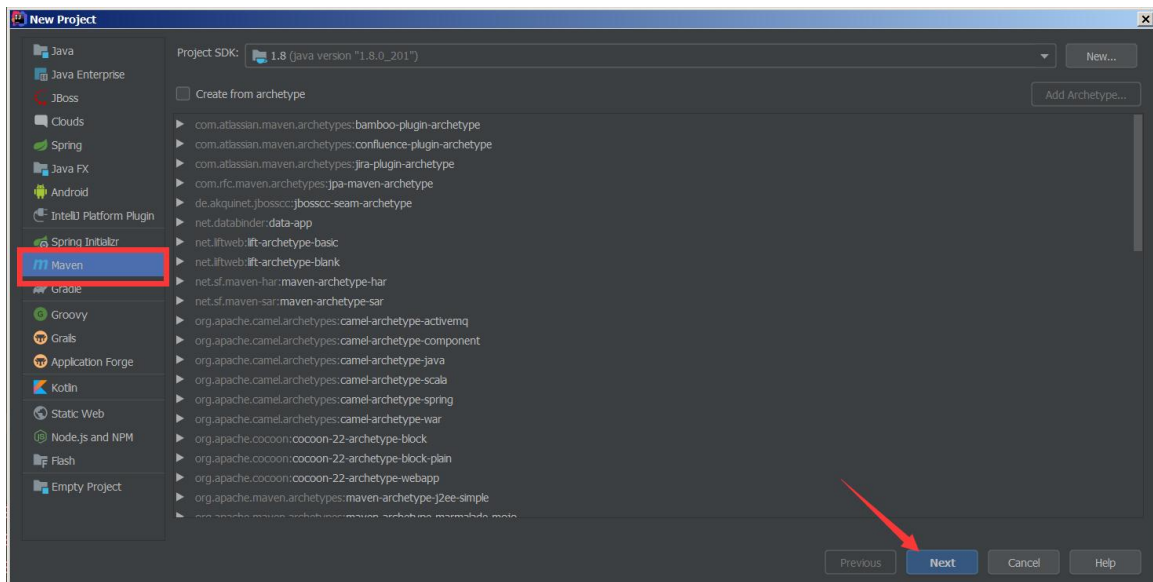 New Project
Java
Java Enterprise
JBoss
Clouds
Spring
Java FX
Android
IntelliJ Platform Plugin
Spring Initializr
Maven
Gradle
Groovy
Grails
Application Forge
Kotlin
Static Web
Node.js and NPM
Flash
Empty Project
Project SDK: 1.8 (java version "1.8.0_201") New...
Create from archetype Add Archetype...
com.atlassian.maven.archetypes:bamboo-plugin-archetype
com.atlassian.maven.archetypes:confluence-plugin-archetype
com.atlassian.maven.archetypes:jira-plugin-archetype
com.rfc.maven.archetypes:jpa-maven-archetype
de.akquinet.jbosscc:jbosscc-seam-archetype
net.databinder:data-app
net.liftweb:lift-archetype-basic
net.liftweb:lift-archetype-blank
net.sf.maven-har:maven-archetype-har
net.sf.maven-sar:maven-archetype-sar
org.apache.camel.archetypes:camel-archetype-activemq
org.apache.camel.archetypes:camel-archetype-component
org.apache.camel.archetypes:camel-archetype-java
org.apache.camel.archetypes:camel-archetype-scala
org.apache.camel.archetypes:camel-archetype-spring
org.apache.camel.archetypes:camel-archetype-war
org.apache.cocoon:cocoon-22-archetype-block
org.apache.cocoon:cocoon-22-archetype-block-plain
org.apache.cocoon:cocoon-22-archetype-webapp
org.apache.maven.archetypes:maven-archetype-j2ee-simple
org.apache.maven.archetypes:maven-archetype-marmalade-mojo
Previous Next Cancel Help